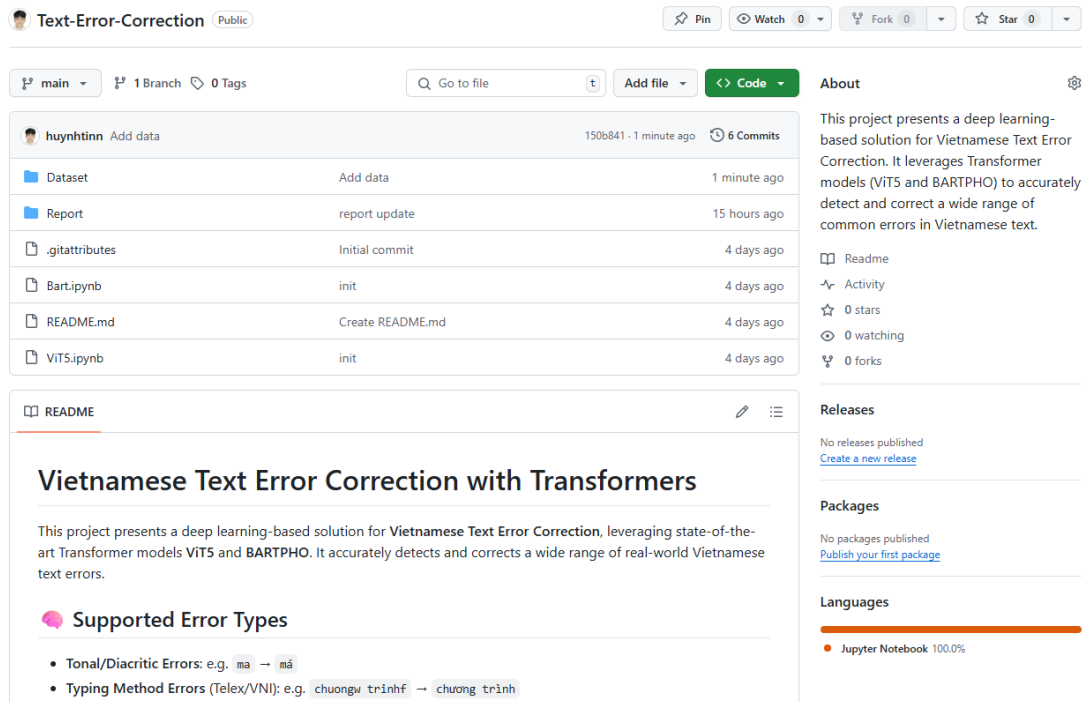 Text-Error-Correction Public
Pin
Watch 0
Fork 0
Star 0
main
1 Branch
0 Tags
Go to file
t
Add file
Code
huynhtinn Add data
150b841 · 1 minute ago
6 Commits
Dataset Add data 1 minute ago
Report report update 15 hours ago
.gitattributes Initial commit 4 days ago
Bart.ipynb init 4 days ago
README.md Create README.md 4 days ago
ViT5.ipynb init 4 days ago
README
Vietnamese Text Error Correction with Transformers
This project presents a deep learning-based solution for Vietnamese Text Error Correction, leveraging state-of-the-
art Transformer models ViT5 and BARTPHO. It accurately detects and corrects a wide range of real-world Vietnamese
text errors.
🧠 Supported Error Types
• Tonal/Diacritic Errors: e.g. ma → má
• Typing Method Errors (Telex/VNI): e.g. chuongw trinhf → chương trình
About
This project presents a deep learning-
based solution for Vietnamese Text Error
Correction. It leverages Transformer
models (ViT5 and BARTPHO) to accurately
detect and correct a wide range of
common errors in Vietnamese text.
Readme
Activity
0 stars
0 watching
0 forks
Releases
No releases published
Create a new release
Packages
No packages published
Publish your first package
Languages
Jupyter Notebook 100.0%